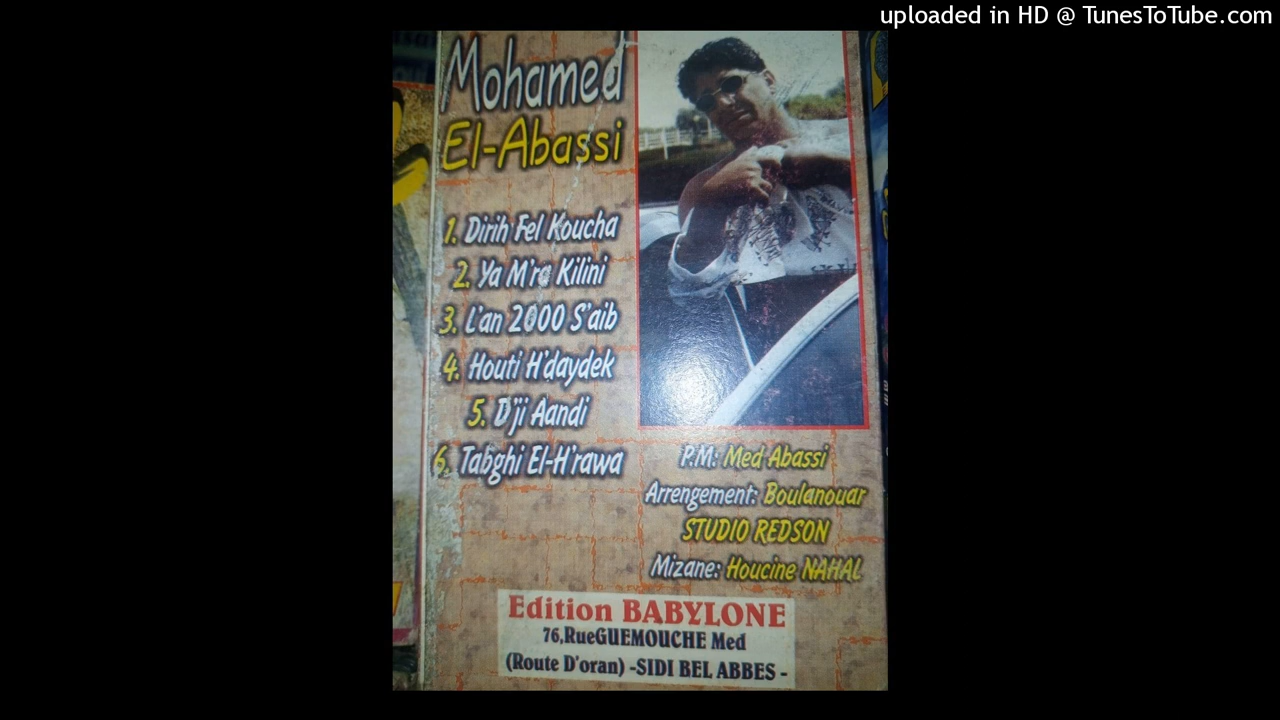 uploaded in HD @ TunesToTube.com
Mohamed
El-Abassi
1. Dirih Fel Koucha
2. Ya M'ra Kilini
3. L'an 2000 S'aib
4. Houti H'daydek
5. D'ji Aandi
6. Tabghi El-H'rawa
P.M: Med Abassi
Arrengement: Boulanouar
STUDIO REDSON
Mizane: Houcine NAHAL
Edition BABYLONE
76,RueGUEMOUCHE Med
(Route D'oran) -SIDI BEL ABBES -